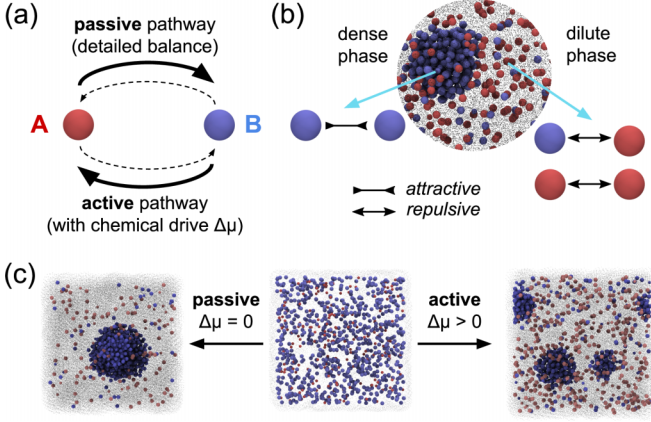 (a)
passive pathway
(detailed balance)
A
B
active pathway
(with chemical drive Δμ)
(b)
dense
phase
dilute
phase
attractive
repulsive
(c)
passive
Δμ = 0
active
Δμ > 0